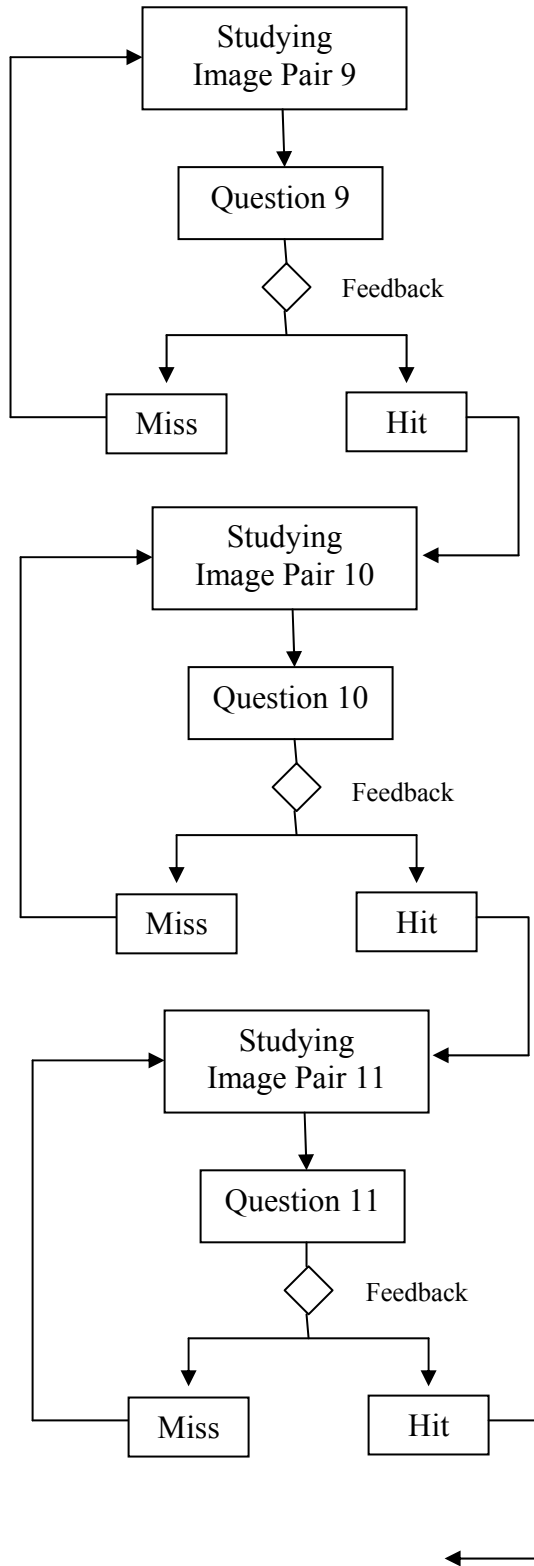 Studying
Image Pair 9
Question 9
Feedback
Miss
Hit
Studying
Image Pair 10
Question 10
Feedback
Miss
Hit
Studying
Image Pair 11
Question 11
Feedback
Miss
Hit